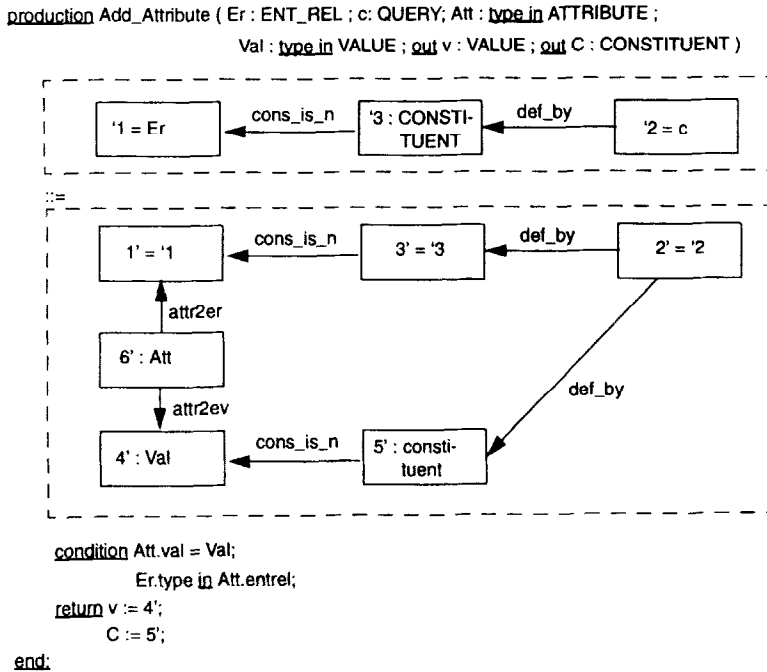 production Add_Attribute ( Er : ENT_REL ; c: QUERY; Att : type in ATTRIBUTE ;
Val : type in VALUE ; out v : VALUE ; out C : CONSTITUENT )
'1 = Er
cons_is_n
'3 : CONSTI-
TUENT
def_by
'2 = c
::=
1' = '1
cons_is_n
3' = '3
def_by
2' = '2
attr2er
6' : Att
attr2ev
def_by
4' : Val
cons_is_n
5' : consti-
tuent
condition Att.val = Val;
Er.type in Att.entrel;
return v := 4';
C := 5';
end;